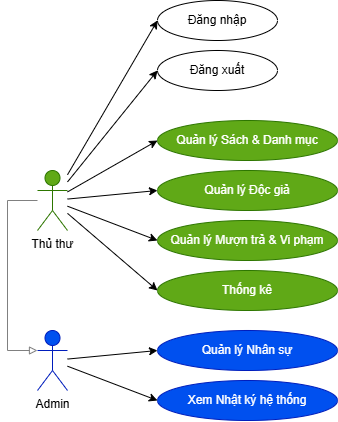 Đăng nhập
Đăng xuất
Quản lý Sách & Danh mục
Quản lý Độc giả
Thủ thư
Quản lý Mượn trả & Vi phạm
Thống kê
Quản lý Nhân sự
Admin
Xem Nhật ký hệ thống